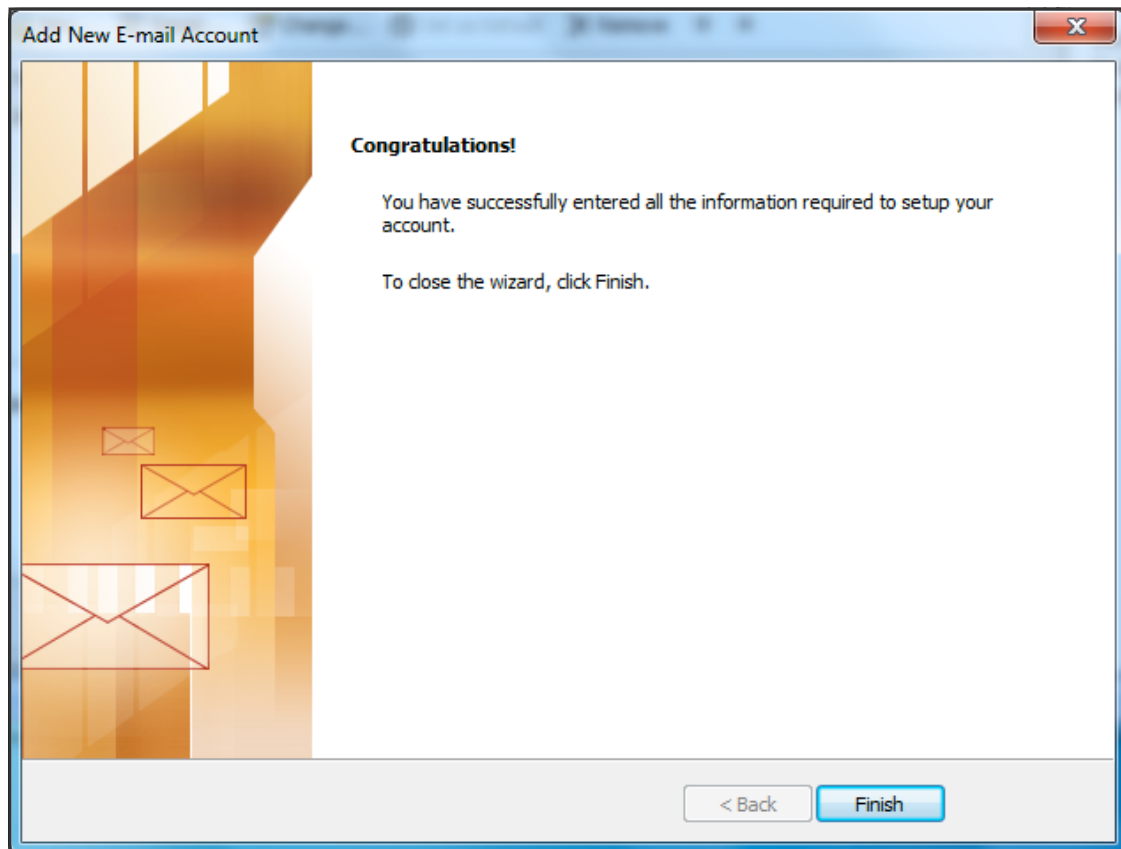 Add New E-mail Account
Congratulations!
You have successfully entered all the information required to setup your
account.
To close the wizard, click Finish.
< Back
Finish